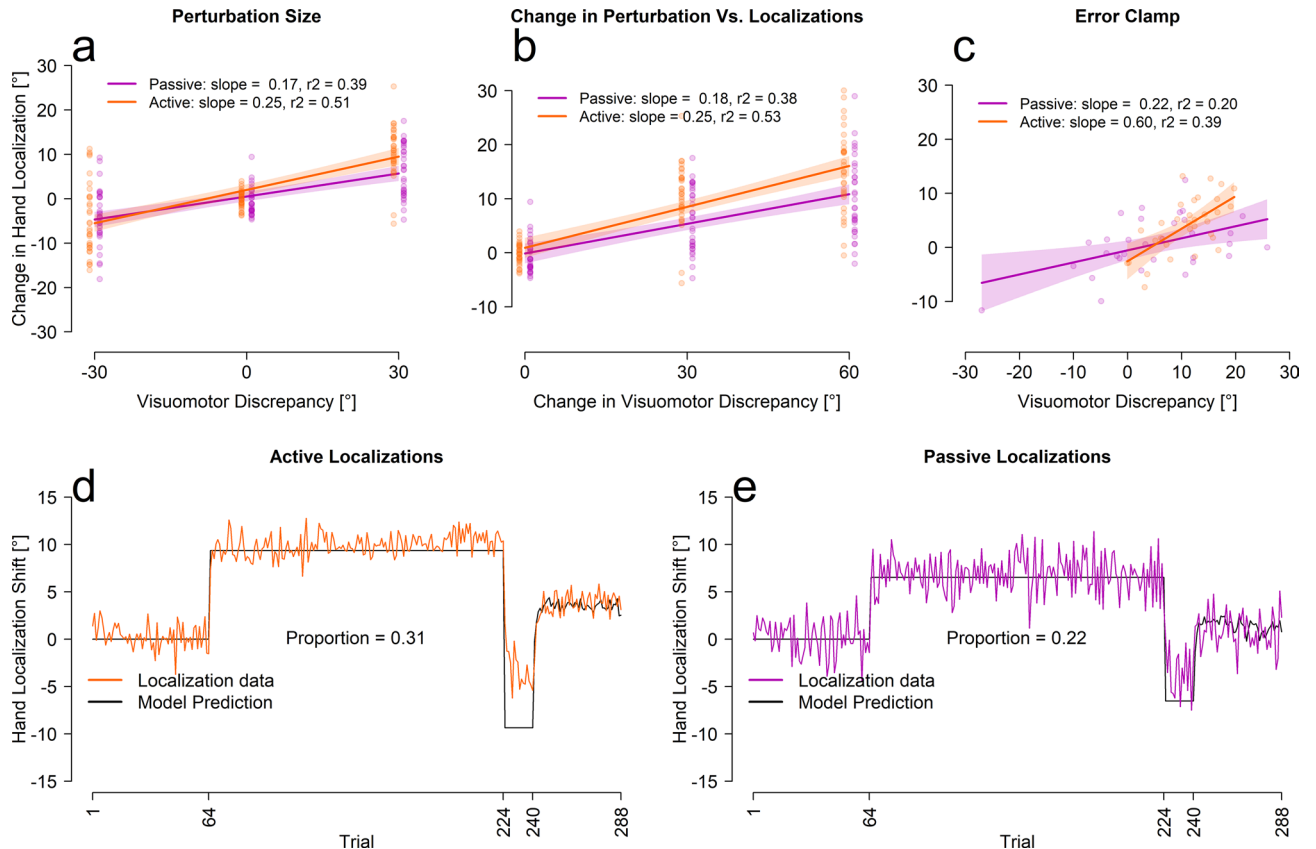 Perturbation Size
Change in Perturbation Vs. Localizations
Error Clamp
a
b
c
Change in Hand Localization [°]
30
20
10
0
-10
-20
-30
Passive: slope = 0.17, r2 = 0.39
Active: slope = 0.25, r2 = 0.51
-30
0
30
Visuomotor Discrepancy [°]
30
20
10
0
-10
Passive: slope = 0.18, r2 = 0.38
Active: slope = 0.25, r2 = 0.53
0
30
60
Change in Visuomotor Discrepancy [°]
30
20
10
0
-10
Passive: slope = 0.22, r2 = 0.20
Active: slope = 0.60, r2 = 0.39
-30
-20
-10
0
10
20
30
Visuomotor Discrepancy [°]
Active Localizations
d
Hand Localization Shift [°]
15
10
5
0
-5
-10
-15
Proportion = 0.31
Localization data
Model Prediction
1
64
224
240
288
Trial
Passive Localizations
e
Hand Localization Shift [°]
15
10
5
0
-5
-10
-15
Proportion = 0.22
Localization data
Model Prediction
1
64
224
240
288
Trial